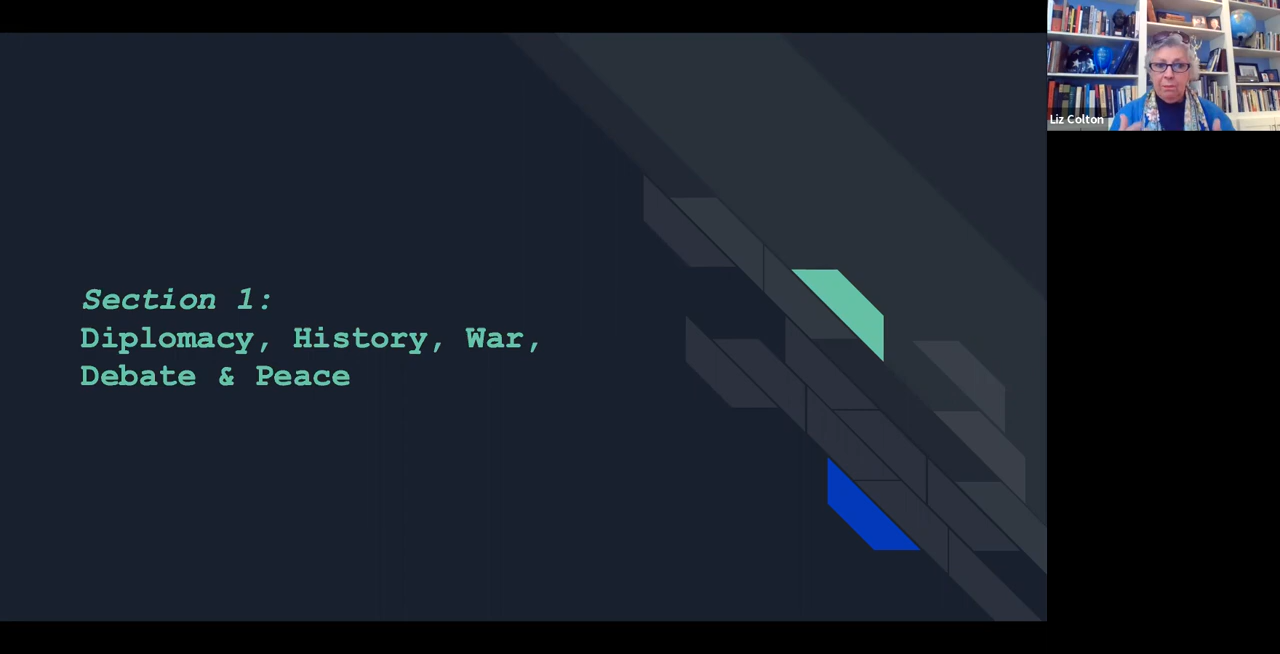 Section 1:
Diplomacy, History, War,
Debate & Peace
Liz Colton